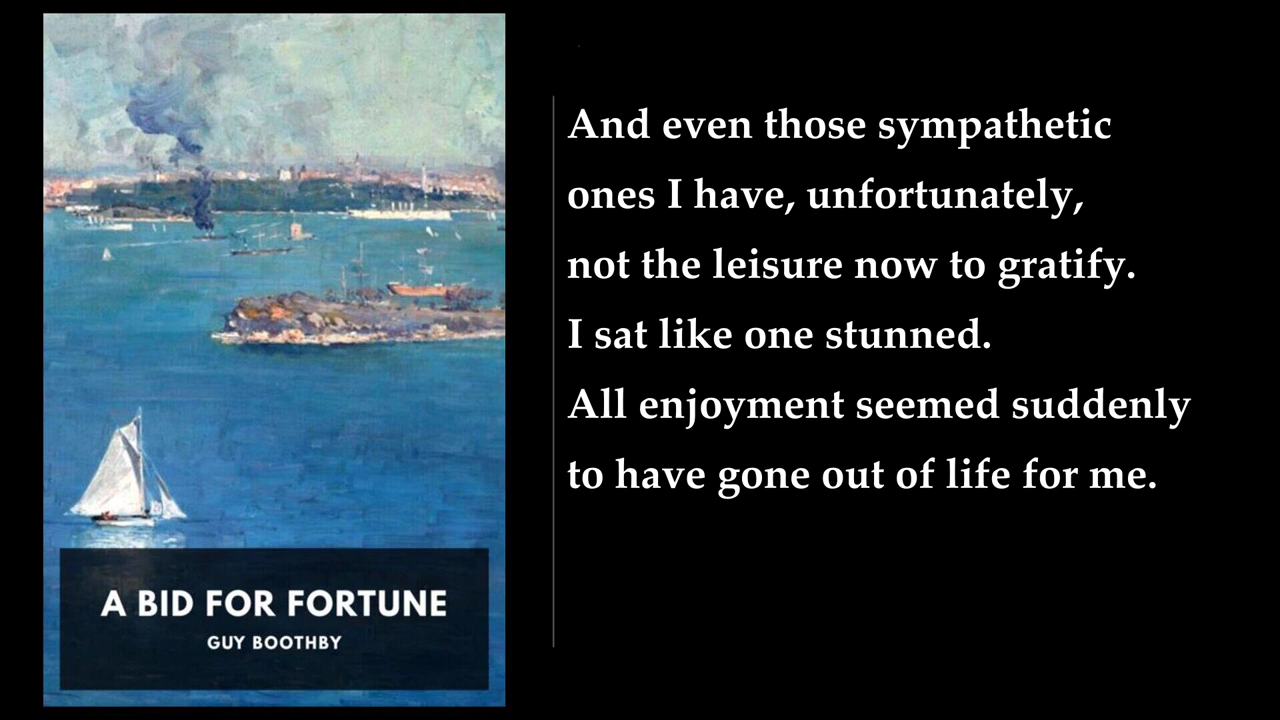 And even those sympathetic
ones I have, unfortunately,
not the leisure now to gratify.
I sat like one stunned.
All enjoyment seemed suddenly
to have gone out of life for me.
A BID FOR FORTUNE
GUY BOOTHBY